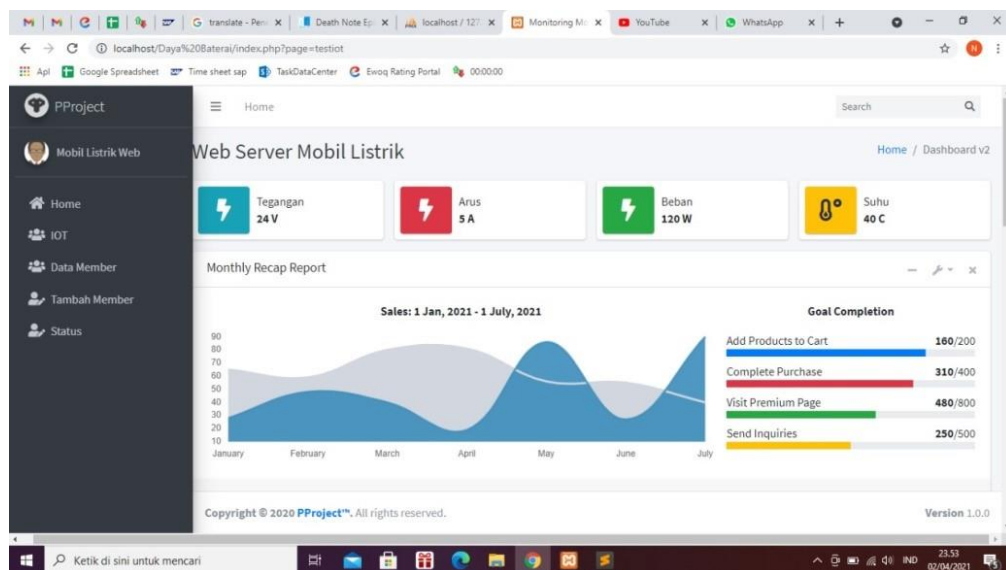 G translate - Pen
Death Note Ep
localhost / 127.
Monitoring Mo
YouTube
WhatsApp
localhost/Daya%20Baterai/index.php?page=testiot
N
Apl
Google Spreadsheet
Time sheet sap
TaskDataCenter
Ewoq Rating Portal
00:00:00
PProject
Home
Search
Mobil Listrik Web
Web Server Mobil Listrik
Home / Dashboard v2
Home
IOT
Data Member
Tambah Member
Status
Tegangan
24 V
Arus
5 A
Beban
120 W
Suhu
40 C
Monthly Recap Report
Sales: 1 Jan, 2021 - 1 July, 2021
90
80
70
60
50
40
30
20
10
January February March April May June July
Goal Completion
Add Products to Cart 160/200
Complete Purchase 310/400
Visit Premium Page 480/800
Send Inquiries 250/500
Copyright © 2020 PProject™. All rights reserved.
Version 1.0.0
Ketik di sini untuk mencari
IND
23.53
02/04/2021